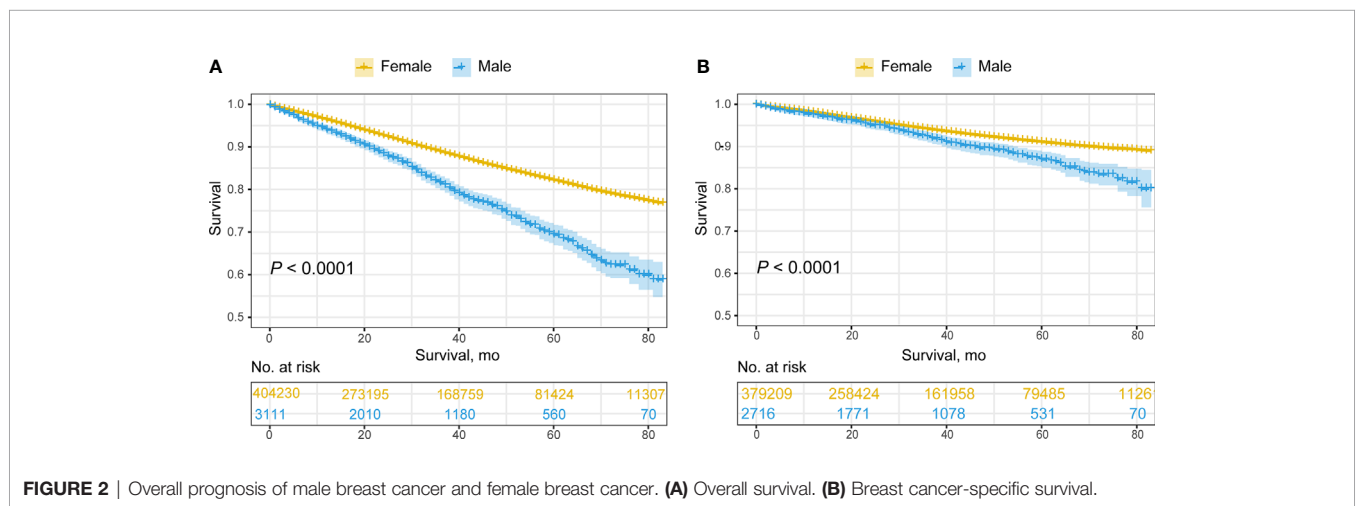 A
Female Male
Survival
1.0
0.9
0.8
0.7
0.6
0.5
P < 0.0001
0 20 40 60 80
Survival, mo
No. at risk
404230 273195 168759 81424 11307
3111 2010 1180 560 70
0 20 40 60 80
B
Female Male
Survival
1.0
0.9
0.8
0.7
0.6
0.5
P < 0.0001
0 20 40 60 80
Survival, mo
No. at risk
379209 258424 161958 79485 1126
2716 1771 1078 531 70
0 20 40 60 80
FIGURE 2 | Overall prognosis of male breast cancer and female breast cancer. (A) Overall survival. (B) Breast cancer-specific survival.